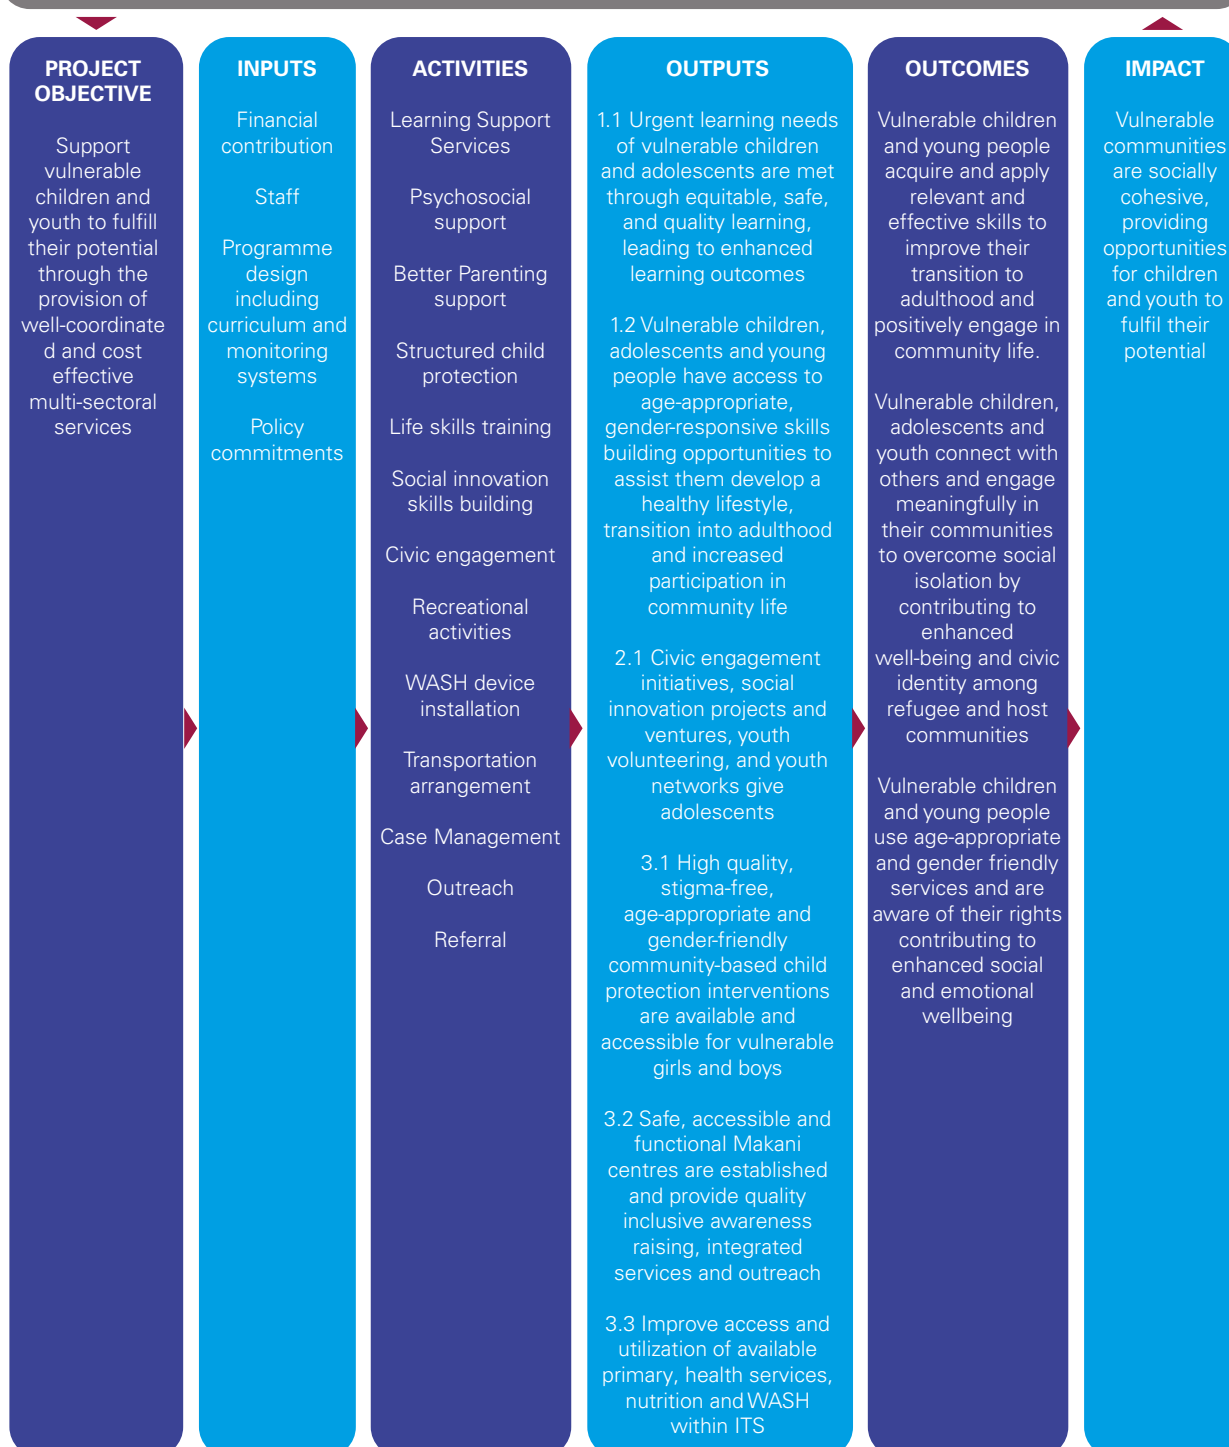 PROJECT
OBJECTIVE
Support
vulnerable
children and
youth to fulfill
their potential
through the
provision of
well-coordinate
d and cost
effective
multi-sectoral
services
INPUTS
Financial
contribution
Staff
Programme
design
including
curriculum and
monitoring
systems
Policy
commitments
ACTIVITIES
Learning Support
Services
Psychosocial
support
Better Parenting
support
Structured child
protection
Life skills training
Social innovation
skills building
Civic engagement
Recreational
activities
WASH device
installation
Transportation
arrangement
Case Management
Outreach
Referral
OUTPUTS
1.1 Urgent learning needs
of vulnerable children
and adolescents are met
through equitable, safe,
and quality learning,
leading to enhanced
learning outcomes
1.2 Vulnerable children,
adolescents and young
people have access to
age-appropriate,
gender-responsive skills
building opportunities to
assist them develop a
healthy lifestyle,
transition into adulthood
and increased
participation in
community life
2.1 Civic engagement
initiatives, social
innovation projects and
ventures, youth
volunteering, and youth
networks give
adolescents
3.1 High quality,
stigma-free,
age-appropriate and
gender-friendly
community-based child
protection interventions
are available and
accessible for vulnerable
girls and boys
3.2 Safe, accessible and
functional Makani
centres are established
and provide quality
inclusive awareness
raising, integrated
services and outreach
3.3 Improve access and
utilization of available
primary, health services,
nutrition and WASH
within ITS
OUTCOMES
Vulnerable children
and young people
acquire and apply
relevant and
effective skills to
improve their
transition to
adulthood and
positively engage in
community life.
Vulnerable children,
adolescents and
youth connect with
others and engage
meaningfully in
their communities
to overcome social
isolation by
contributing to
enhanced
well-being and civic
identity among
refugee and host
communities
Vulnerable children
and young people
use age-appropriate
and gender friendly
services and are
aware of their rights
contributing to
enhanced social
and emotional
wellbeing
IMPACT
Vulnerable
communities
are socially
cohesive,
providing
opportunities
for children
and youth to
fulfil their
potential